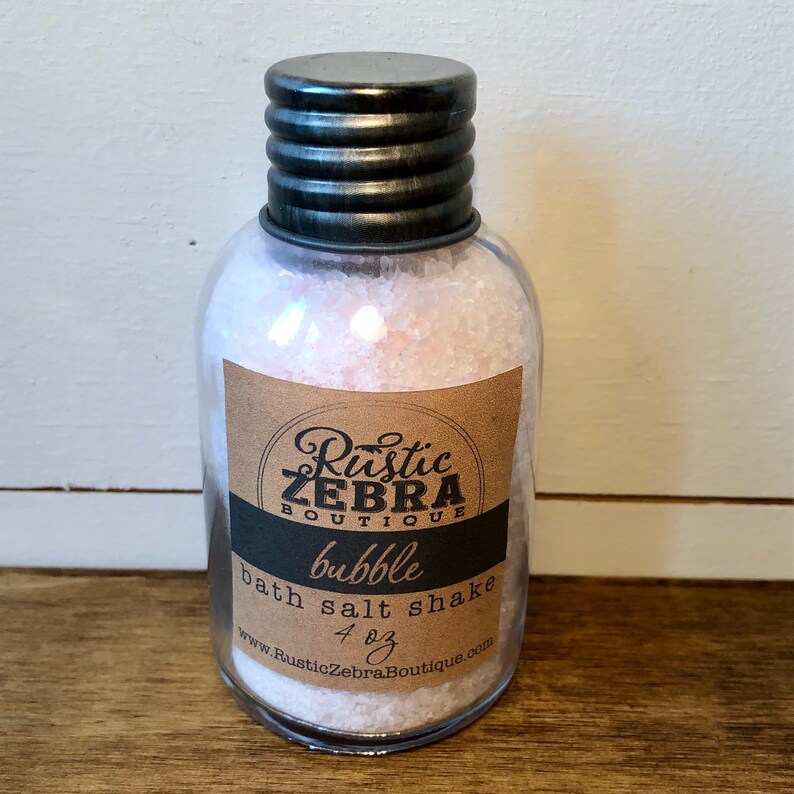 Rustic
ZEBRA
BOUTIQUE
bubble
bath salt shake
4 oz
www.RusticZebraBoutique.com